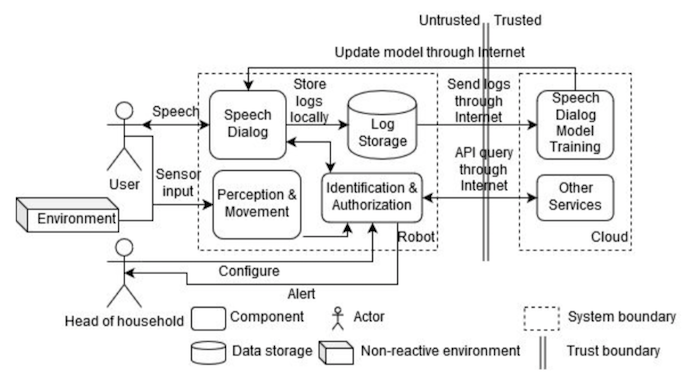 Untrusted Trusted
Update model through Internet
Speech
Speech
Dialog
Store
logs
locally
Log
Storage
Send logs
through
Internet
Speech
Dialog
Model
Training
User
Sensor
input
Perception &
Movement
Identification &
Authorization
API query
through
Internet
Other
Services
Environment
Robot
Cloud
Configure
Alert
Head of household
Component
Actor
System boundary
Data storage
Non-reactive environment
Trust boundary